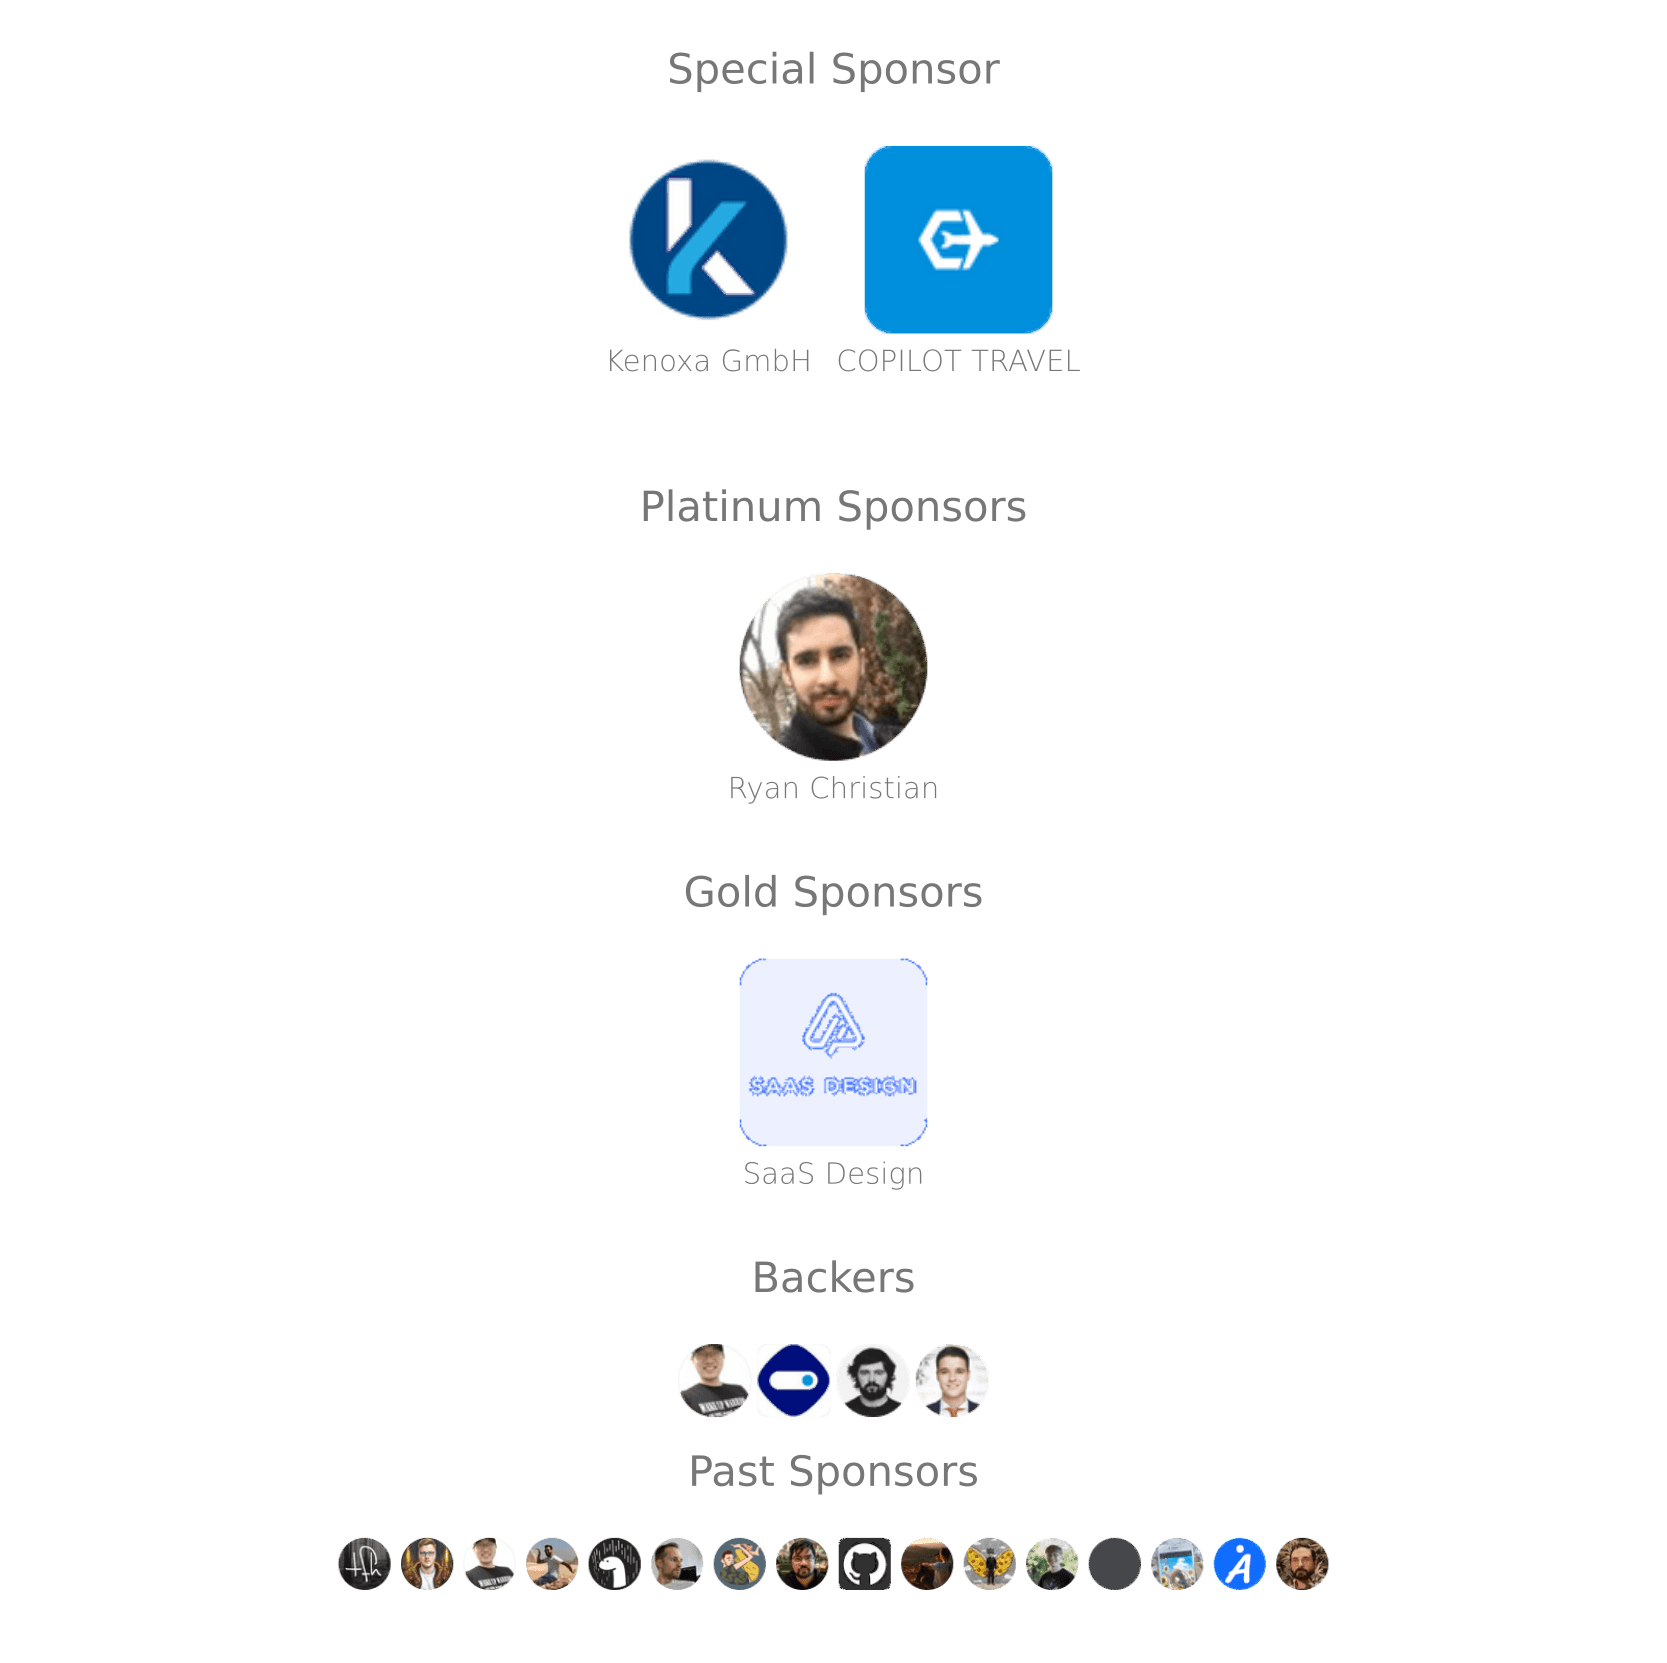 Special Sponsor
Kenoxa GmbH COPILOT TRAVEL
Platinum Sponsors
Ryan Christian
Gold Sponsors
SAAS DESIGN
SaaS Design
Backers
Past Sponsors